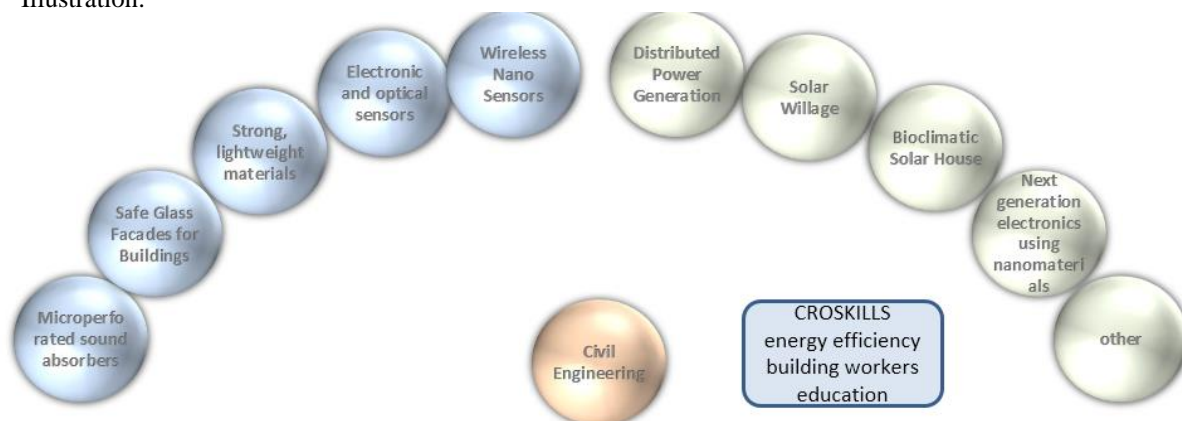 Illustration:
Wireless
Nano
Sensors
Distributed
Power
Generation
Electronic
and optical
sensors
Solar
Willage
Strong,
lightweight
materials
Bioclimatic
Solar House
Safe Glass
Facades for
Buildings
Next
generation
electronics
using
nanomateri
als
Microperfo
rated sound
absorbers
Civil
Engineering
CROSKILLS
energy efficiency
building workers
education
other